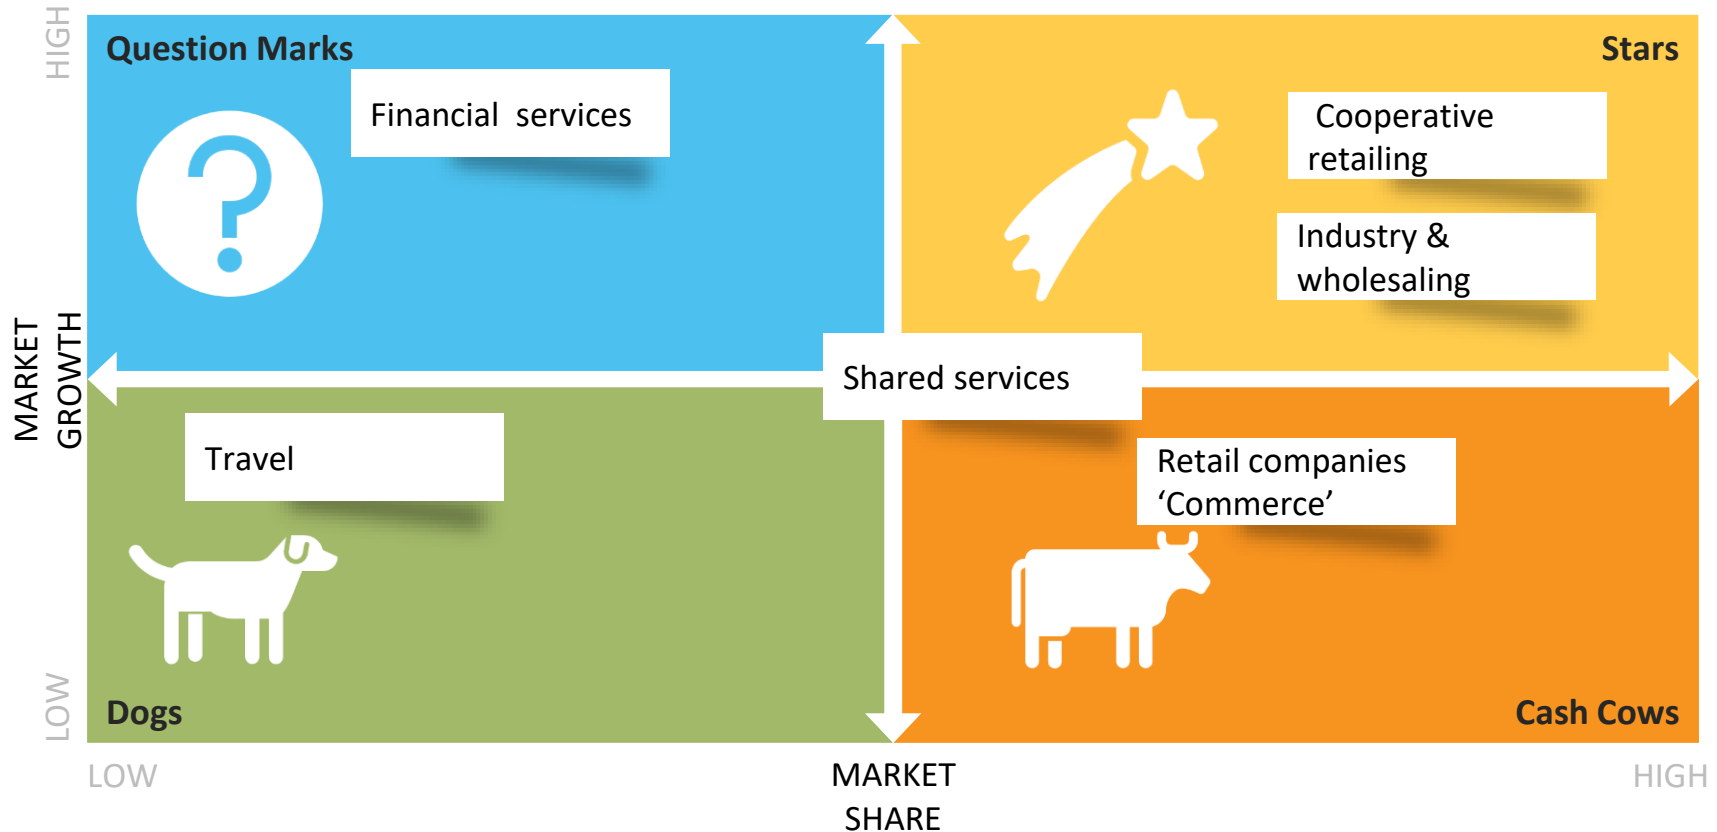 HIGH
Question Marks
Stars
Financial  services
Cooperative
retailing
?
Industry &
wholesaling
MARKET
GROWTH
Shared services
Travel
Retail companies
‘Commerce’
LOW
Dogs
Cash Cows
LOW
MARKET
SHARE
HIGH